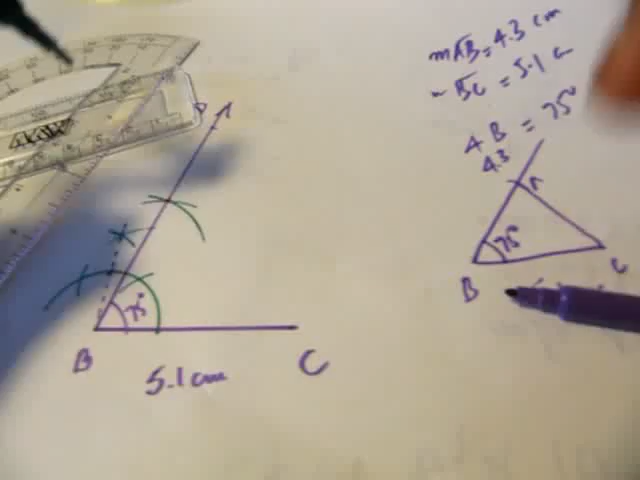 mAB = 4.3 cm
m BC = 5.1 c
∠ B = 75°
4.3
75°
B
C
75°
B
5.1 cm
C